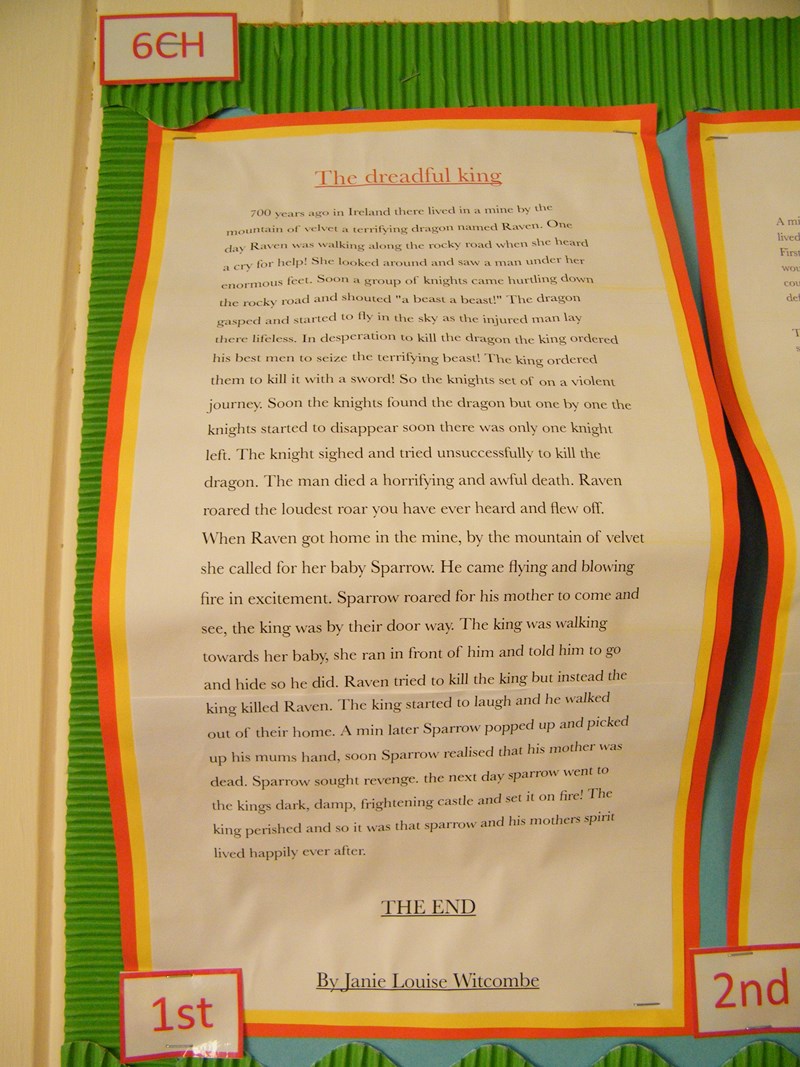 6CH
The dreadful king
700 years ago in Ireland there lived in a mine by the
mountain of velvet a terrifying dragon named Raven. One
day Raven was walking along the rocky road when she heard
a cry for help! She looked around and saw a man under her
enormous feet. Soon a group of knights came hurtling down
the rocky road and shouted "a beast a beast!" The dragon
gasped and started to fly in the sky as the injured man lay
there lifeless. In desperation to kill the dragon the king ordered
his best men to seize the terrifying beast! The king ordered
them to kill it with a sword! So the knights set of on a violent
journey. Soon the knights found the dragon but one by one the
knights started to disappear soon there was only one knight
left. The knight sighed and tried unsuccessfully to kill the
dragon. The man died a horrifying and awful death. Raven
roared the loudest roar you have ever heard and flew off.
When Raven got home in the mine, by the mountain of velvet
she called for her baby Sparrow. He came flying and blowing
fire in excitement. Sparrow roared for his mother to come and
see, the king was by their door way. The king was walking
towards her baby, she ran in front of him and told him to go
and hide so he did. Raven tried to kill the king but instead the
king killed Raven. The king started to laugh and he walked
out of their home. A min later Sparrow popped up and picked
up his mums hand, soon Sparrow realised that his mother was
dead. Sparrow sought revenge. the next day sparrow went to
the kings dark, damp, frightening castle and set it on fire! The
king perished and so it was that sparrow and his mothers spirit
lived happily ever after.
THE END
By Janie Louise Witcombe
1st
A mi
lived
First
2nd